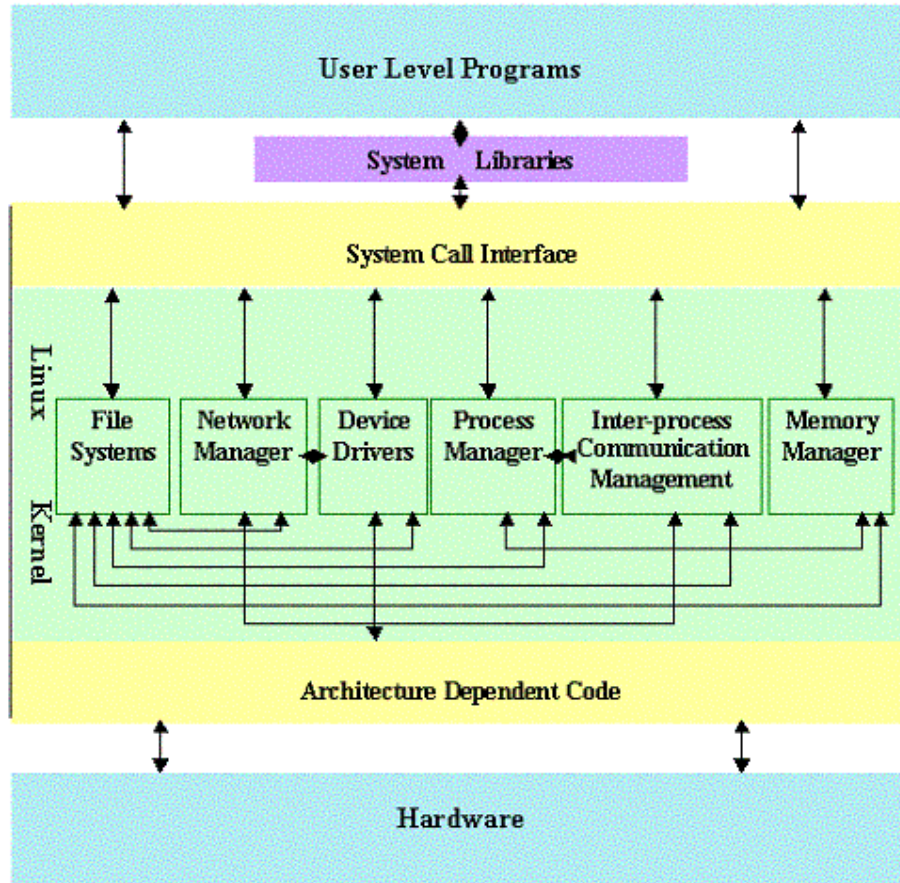 User Level Programs
System Libraries
System Call Interface
Linux Kernel
File
Systems
Network
Manager
Device
Drivers
Process
Manager
Inter-process
Communication
Management
Memory
Manager
Architecture Dependent Code
Hardware